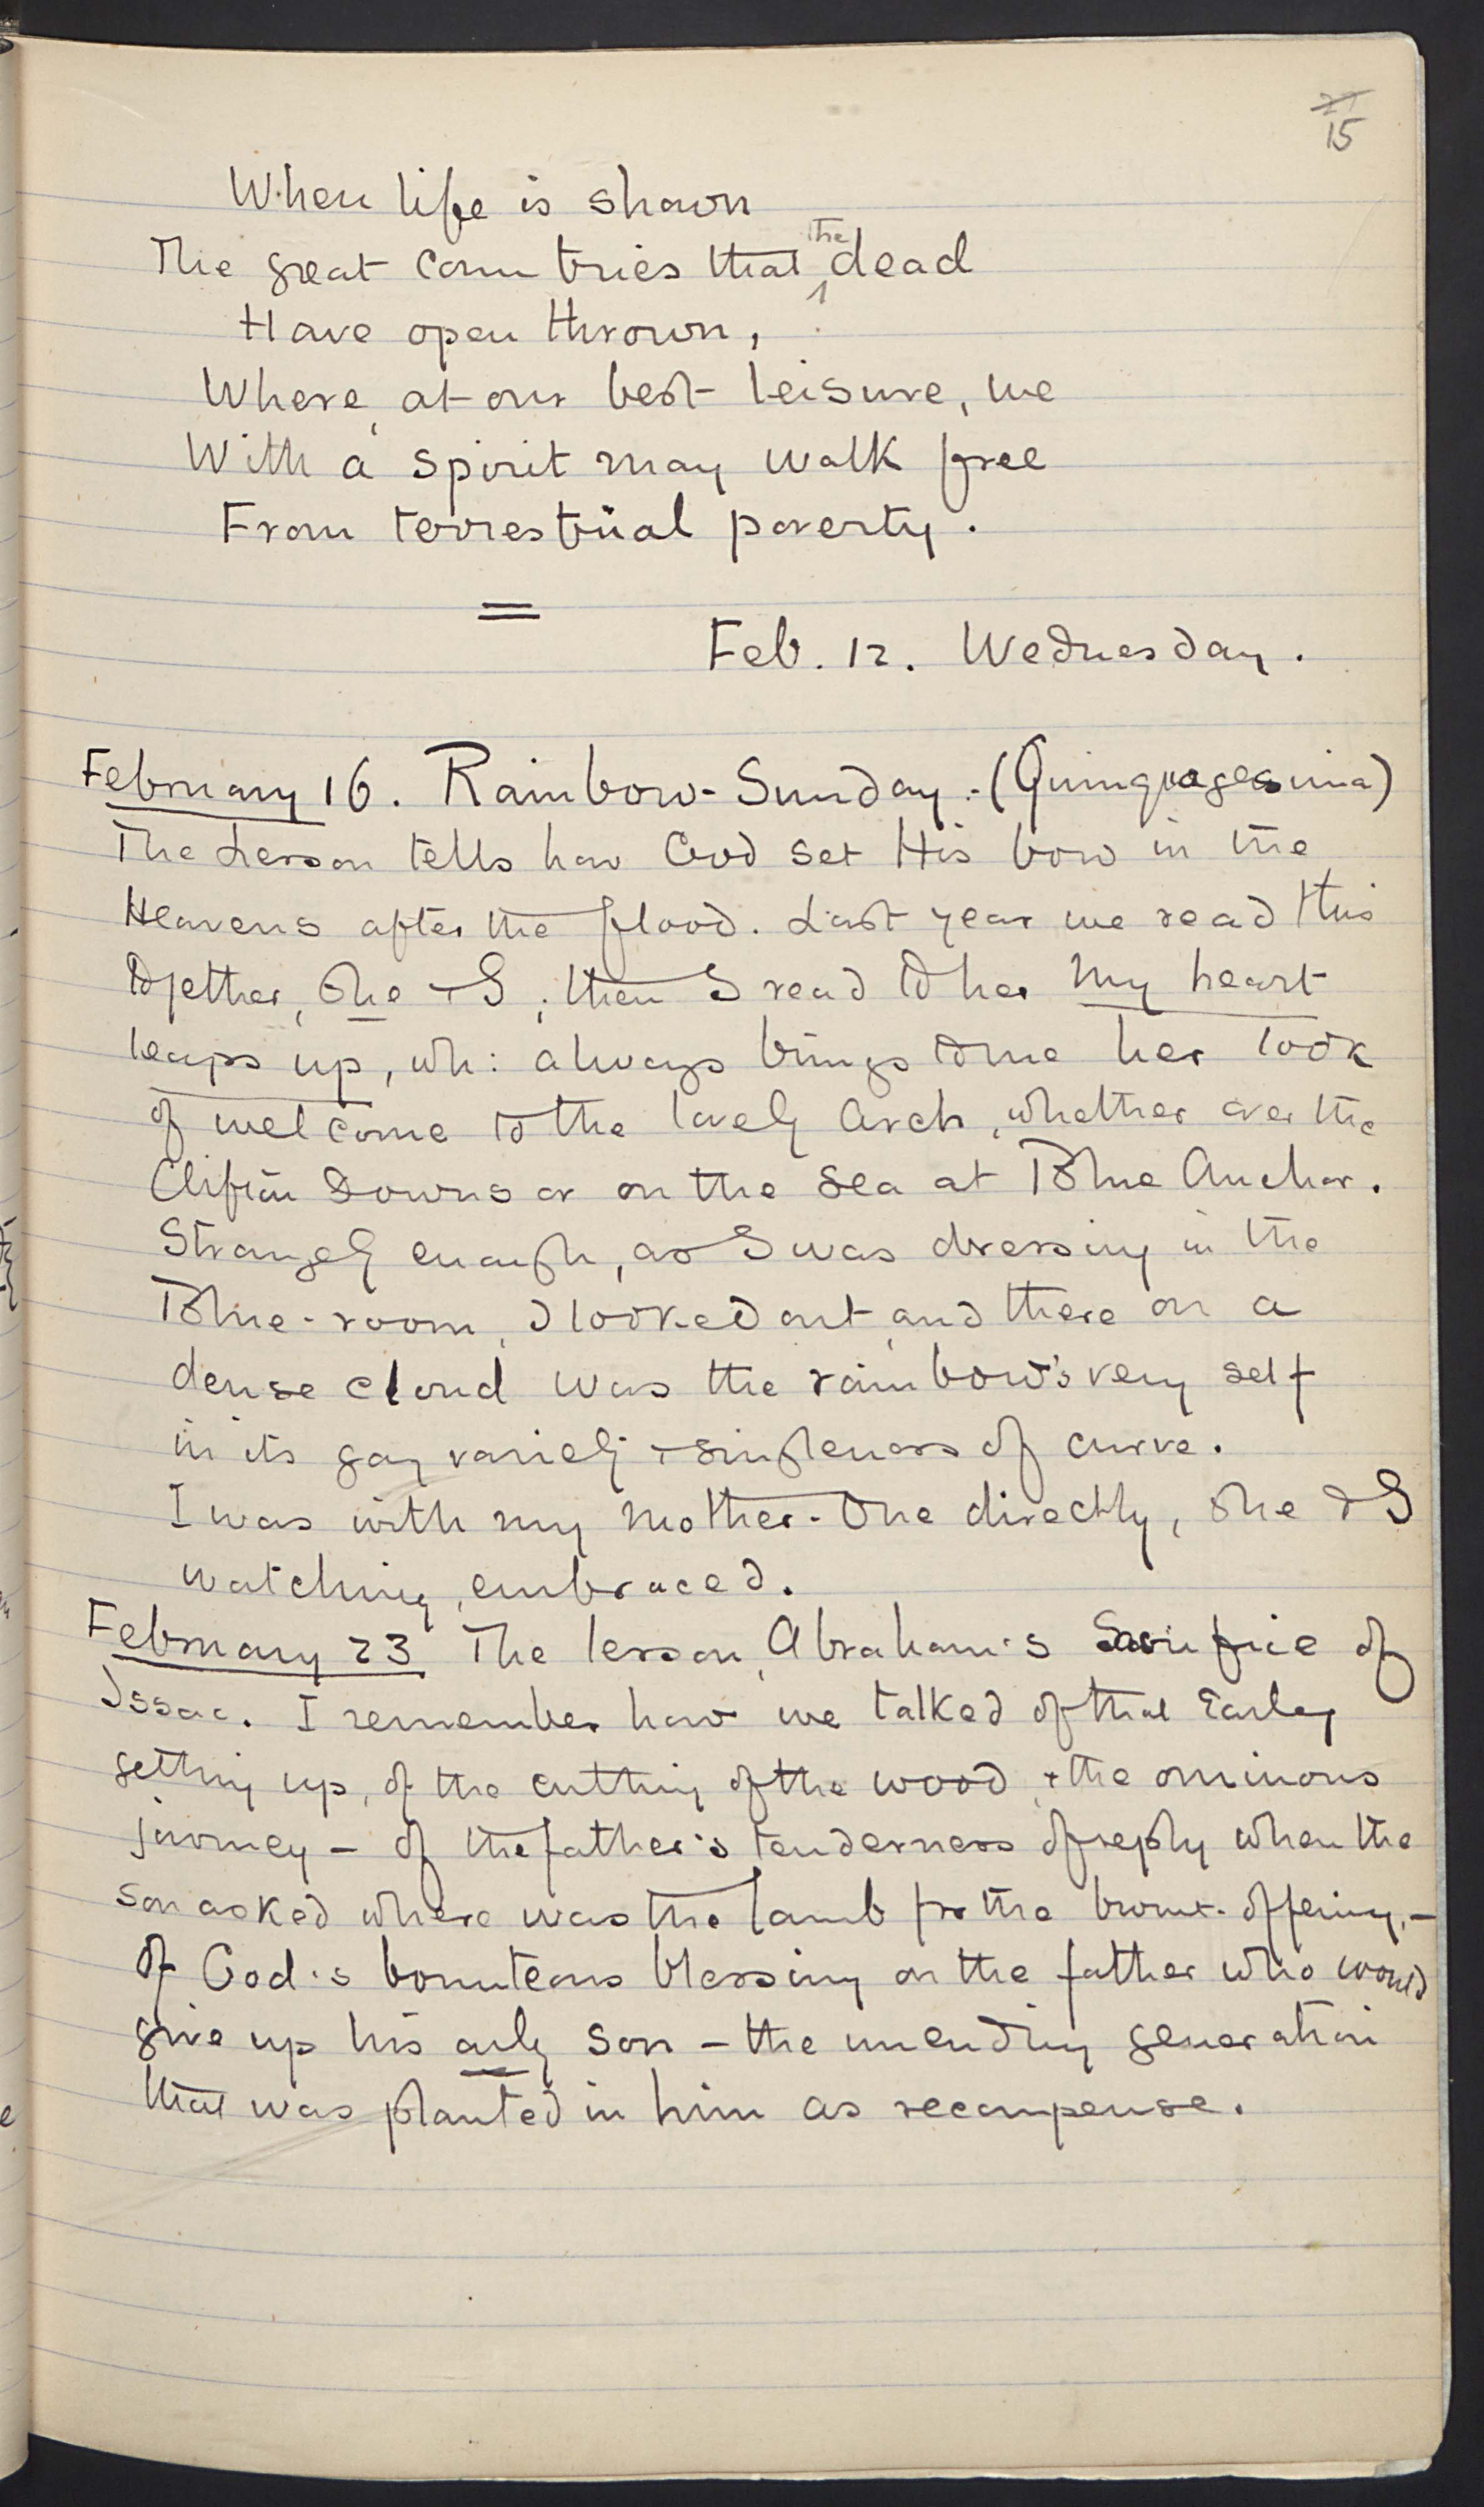 21
15
When life is shown
The great countries that the dead
Have open thrown,
Where, at our best leisure, we
With a spirit may walk free
From terrestrial poverty.
=
Feb. 12. Wednesday.
February 16. Rainbow-Sunday:-(Quinquagesima)
The Lesson tells how God set His bow in the
Heavens after the flood. Last year we read this
together, She & I; then I read to her My heart
leaps up, wh: always brings to me her look
of welcome to the lovely Arch, whether over the
Clifton Downs or on the Sea at Blue Anchor.
Strangely enough, as I was dressing in the
Blue-room, I looked out, and there on a
dense cloud was the rainbow's very self
in its gay variety & singleness of curve.
I was with my Mother-One directly, She & I
watching, embraced.
February 23 The lesson, Abraham's Sacrifice of
Issac. I remember how we talked of that Early
getting up, of the cutting of the wood, & the ominous
journey - of the father's tenderness of reply when the
son asked where was the lamb for the burnt-offering, -
of God's bounteous blessing on the father who would
give up his only son - the unending generation
that was planted in him as recompense.